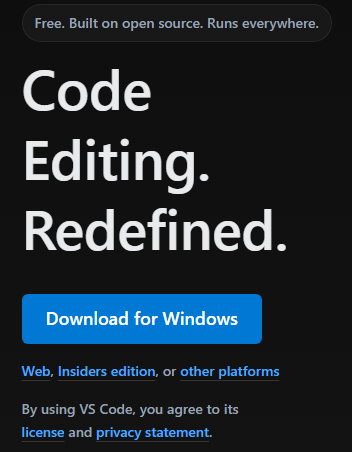 Free. Built on open source. Runs everywhere.
Code
Editing.
Redefined.
Download for Windows
Web, Insiders edition, or other platforms
By using VS Code, you agree to its
license and privacy statement.